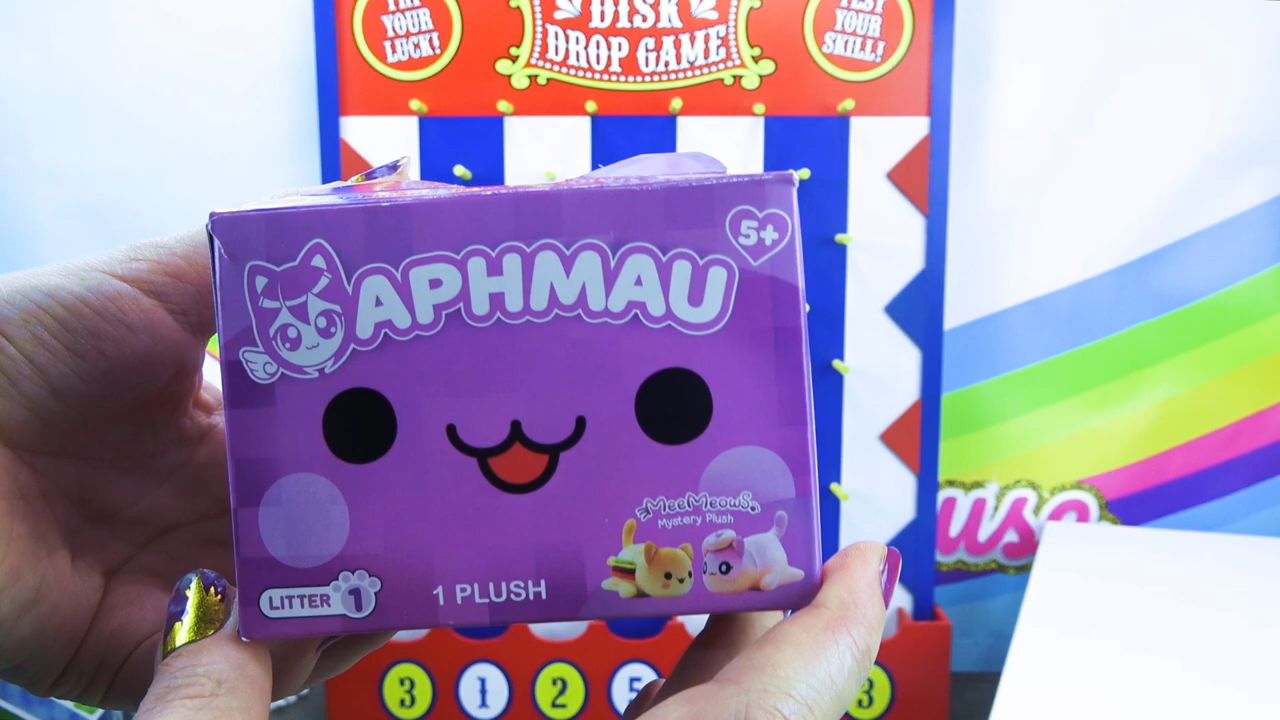 YOUR
LUCK!
DISK
DROP GAME
YOUR
SKILL!
5+
APHMAU
MeeMeowS
Mystery Plush
LITTER 1
1 PLUSH
use
3 1 2 5 3